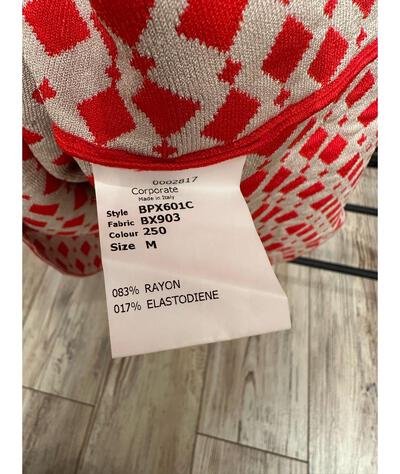 0002817
Corporate
Made in Italy
Style BPX601C
Fabric BX903
Colour 250
Size M
083% RAYON
017% ELASTODIENE